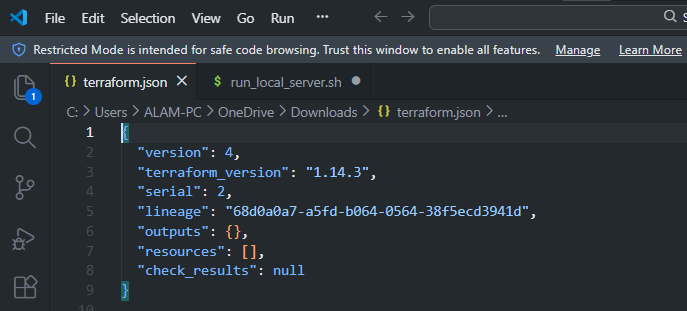 File Edit Selection View Go Run ...
Restricted Mode is intended for safe code browsing. Trust this window to enable all features. Manage Learn More
{} terraform.json $ run_local_server.sh
C: > Users > ALAM-PC > OneDrive > Downloads > {} terraform.json > ...
1
1 {
2 "version": 4,
3 "terraform_version": "1.14.3",
4 "serial": 2,
5 "lineage": "68d0a0a7-a5fd-b064-0564-38f5ecd3941d",
6 "outputs": {},
7 "resources": [],
8 "check_results": null
9 }
10